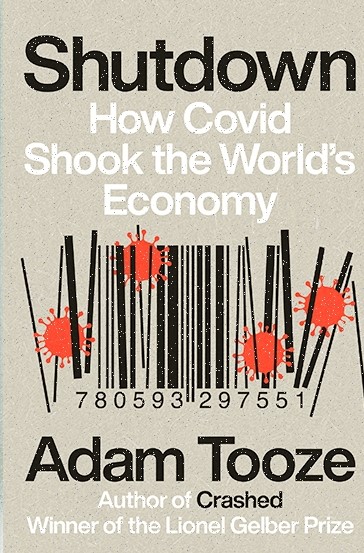 Shutdown
How Covid
Shook the World's
Economy
780593 297551
Adam Tooze
Author of Crashed
Winner of the Lionel Gelber Prize